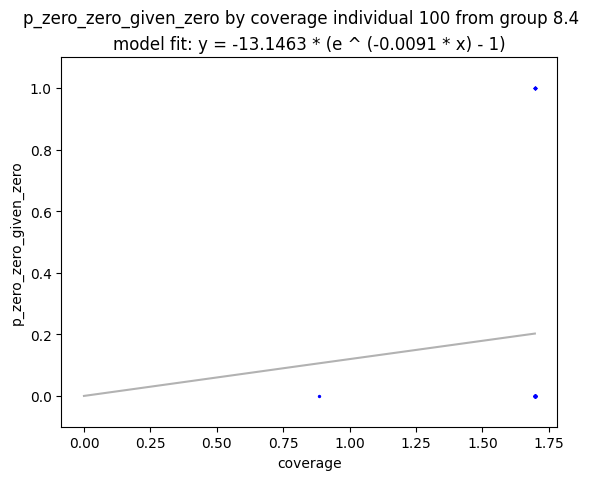 p_zero_zero_given_zero by coverage individual 100 from group 8.4
model fit: y = -13.1463 * (e ^ (-0.0091 * x) - 1)
p_zero_zero_given_zero
1.0
0.8
0.6
0.4
0.2
0.0
0.00 0.25 0.50 0.75 1.00 1.25 1.50 1.75
coverage